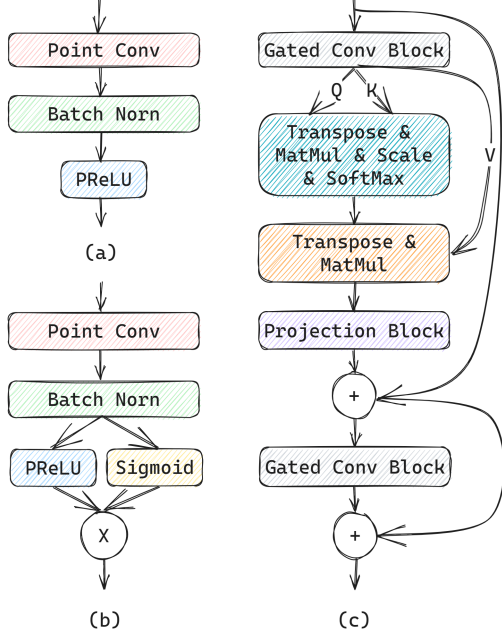 Point Conv
Batch Norn
PReLU
(a)
Point Conv
Batch Norn
PReLU
Sigmoid
X
(b)
Gated Conv Block
Q
K
Transpose &
MatMul & Scale
& SoftMax
V
Transpose &
MatMul
Projection Block
+
Gated Conv Block
+
(c)